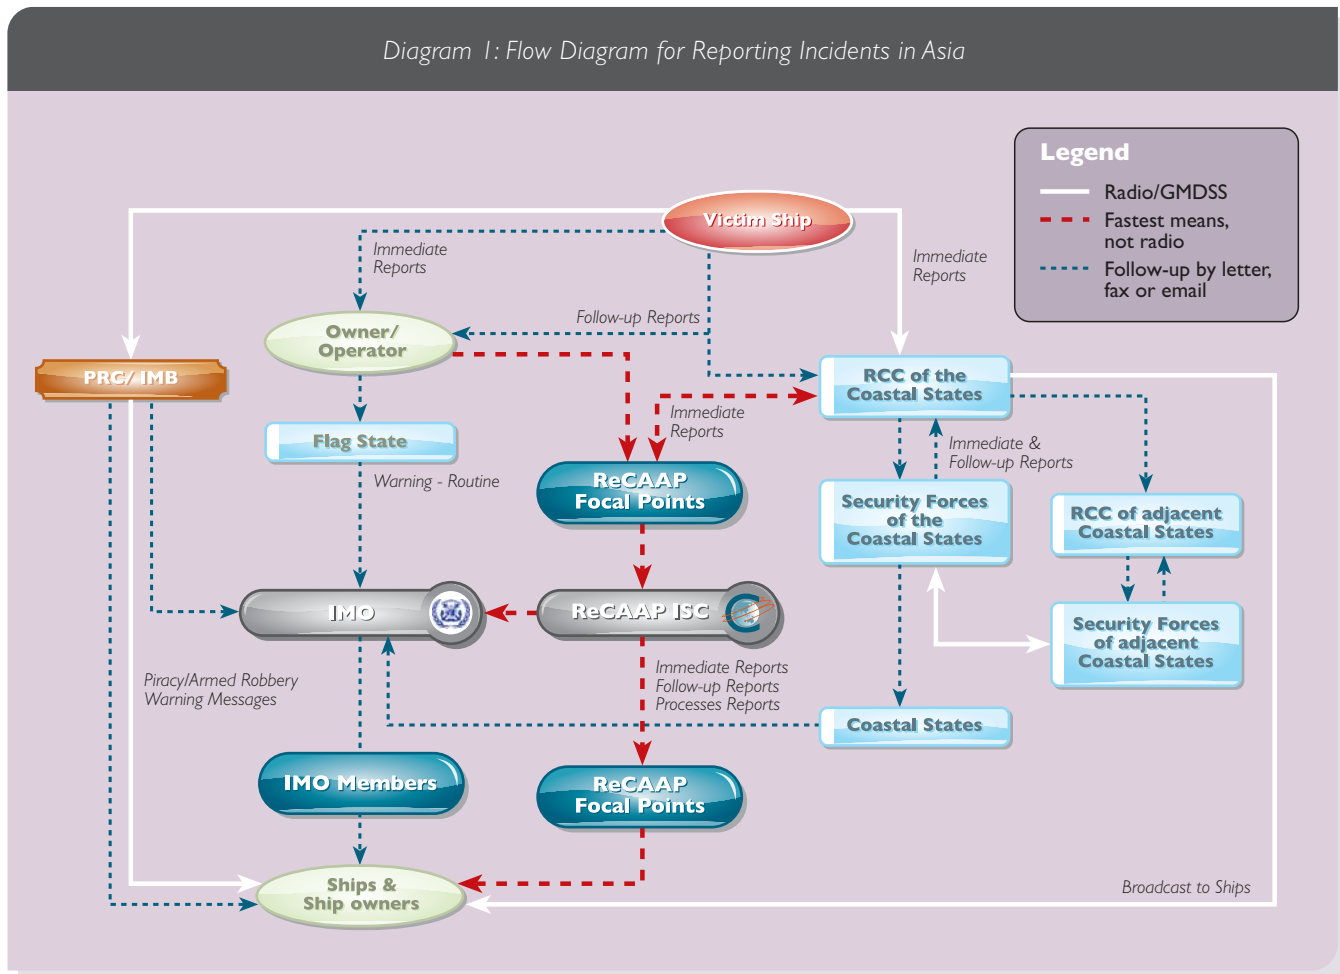 Diagram 1: Flow Diagram for Reporting Incidents in Asia
Legend
Radio/GMDSS
Fastest means,
not radio
Follow-up by letter,
fax or email
Victim Ship
Immediate
Reports
Immediate
Reports
Follow-up Reports
Owner/
Operator
PRC/ IMB
RCC of the
Coastal States
Immediate
Reports
Flag State
Immediate &
Follow-up Reports
Warning - Routine
ReCAAP
Focal Points
Security Forces
of the
Coastal States
RCC of adjacent
Coastal States
IMO
ReCAAP ISC
C
Security Forces
of adjacent
Coastal States
Immediate Reports
Follow-up Reports
Processes Reports
Piracy/Armed Robbery
Warning Messages
Coastal States
IMO Members
ReCAAP
Focal Points
Ships &
Ship owners
Broadcast to Ships